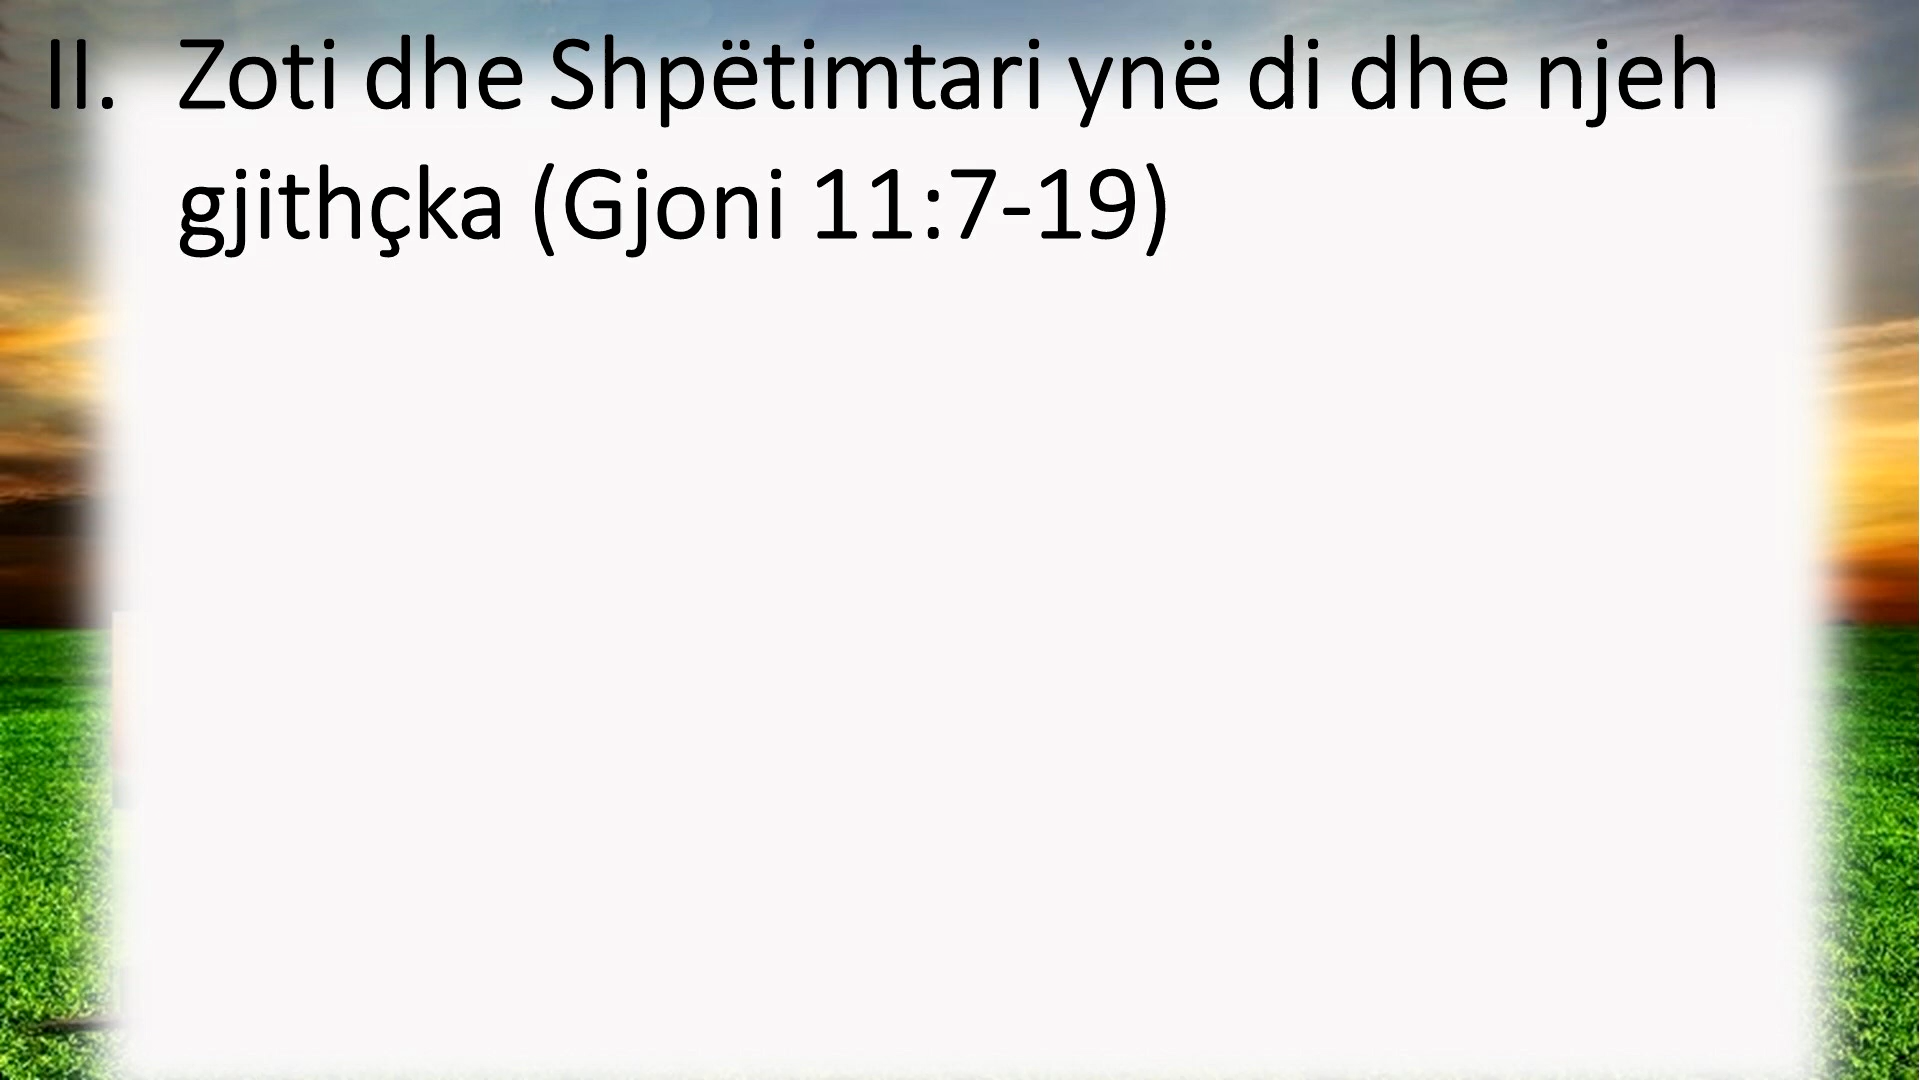 II. Zoti dhe Shpëtimtari ynë di dhe njeh
gjithçka (Gjoni 11:7-19)